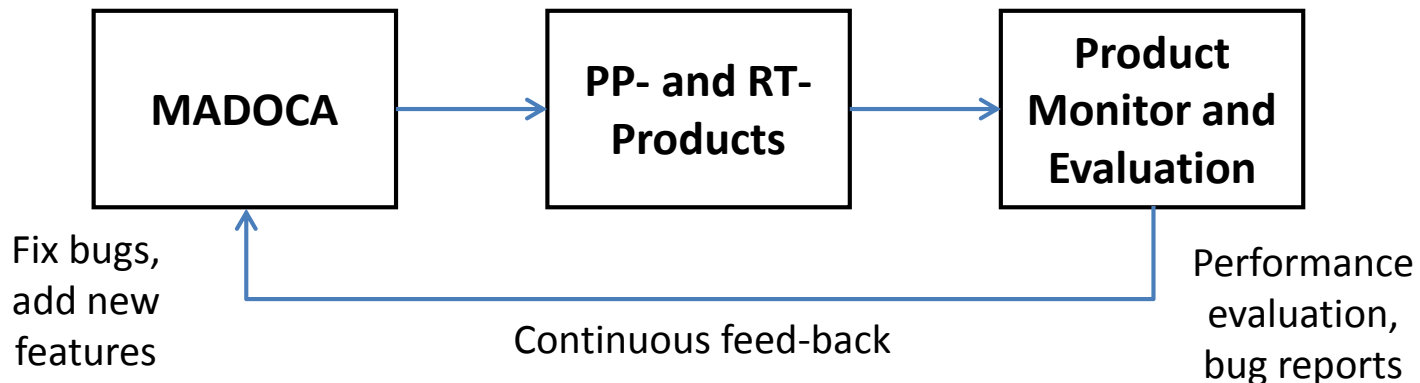 MADOCA
PP- and RT-
Products
Product
Monitor and
Evaluation
Fix bugs,
add new
features
Continuous feed-back
Performance
evaluation,
bug reports